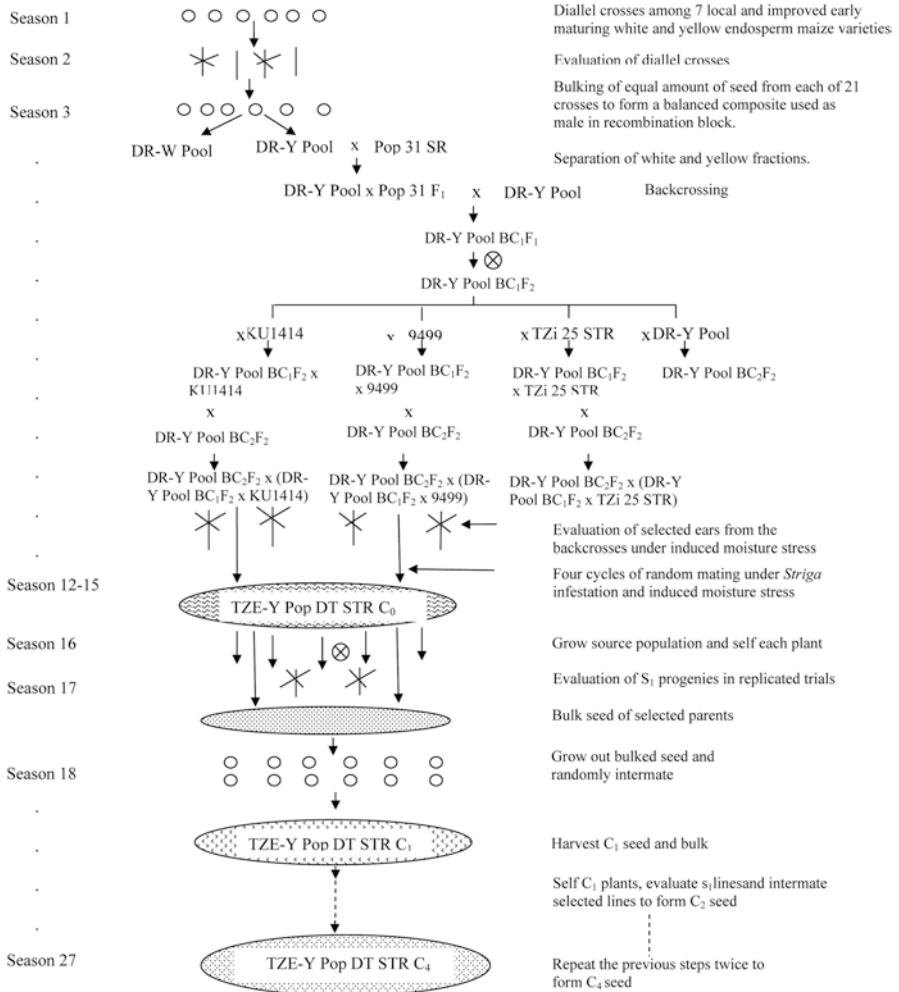 Season 1
Diallel crosses among 7 local and improved early
maturing white and yellow endosperm maize varieties
Season 2
Evaluation of diallel crosses
Season 3
Bulking of equal amount of seed from each of 21
crosses to form a balanced composite used as
male in recombination block.
DR-W Pool
DR-Y Pool x Pop 31 SR
Separation of white and yellow fractions.
DR-Y Pool x Pop 31 F₁ x DR-Y Pool
Backcrossing
DR-Y Pool BC₁F₁
DR-Y Pool BC₁F₂
xKU1414
x 9499
x TZi 25 STR
xDR-Y Pool
DR-Y Pool BC₁F₂ x
KU1414
DR-Y Pool BC₁F₂
x 9499
DR-Y Pool BC₁F₂
x TZi 25 STR
DR-Y Pool BC₂F₂
x
x
x
DR-Y Pool BC₂F₂
DR-Y Pool BC₂F₂
DR-Y Pool BC₂F₂
DR-Y Pool BC₂F₂ x (DR-
Y Pool BC₁F₂ x KU1414)
DR-Y Pool BC₂F₂ x (DR-
Y Pool BC₁F₂ x 9499)
DR-Y Pool BC₂F₂ x (DR-Y
Pool BC₁F₂ x TZi 25 STR)
Evaluation of selected ears from the
backcrosses under induced moisture stress
Four cycles of random mating under Striga
infestation and induced moisture stress
Season 12-15
TZE-Y Pop DT STR C₀
Season 16
Grow source population and self each plant
Season 17
Evaluation of S₁ progenies in replicated trials
Bulk seed of selected parents
Season 18
Grow out bulked seed and
randomly intermate
TZE-Y Pop DT STR C₁
Harvest C₁ seed and bulk
Self C₁ plants, evaluate s₁linesand intermate
selected lines to form C₂ seed
Season 27
TZE-Y Pop DT STR C₄
Repeat the previous steps twice to
form C₄ seed